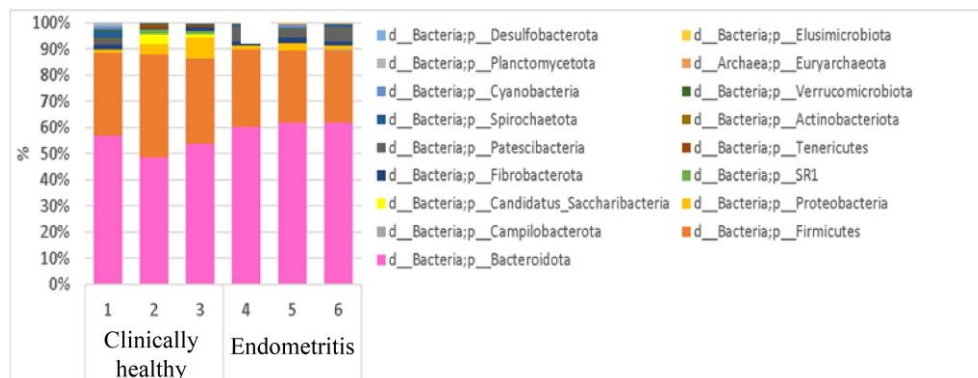 100%
90%
80%
70%
60%
50%
40%
30%
20%
10%
0%
%
1 2 3 4 5 6
Clinically healthy
Endometritis
d__Bacteria;p__Desulfobacterota
d__Bacteria;p__Elusimicrobiota
d__Bacteria;p__Planctomycetota
d__Archaea;p__Euryarchaeota
d__Bacteria;p__Cyanobacteria
d__Bacteria;p__Verrucomicrobiota
d__Bacteria;p__Spirochaetota
d__Bacteria;p__Actinobacteriota
d__Bacteria;p__Patescibacteria
d__Bacteria;p__Tenericutes
d__Bacteria;p__Fibrobacterota
d__Bacteria;p__SR1
d__Bacteria;p__Candidatus_Saccharibacteria
d__Bacteria;p__Proteobacteria
d__Bacteria;p__Campilobacterota
d__Bacteria;p__Firmicutes
d__Bacteria;p__Bacteroidota